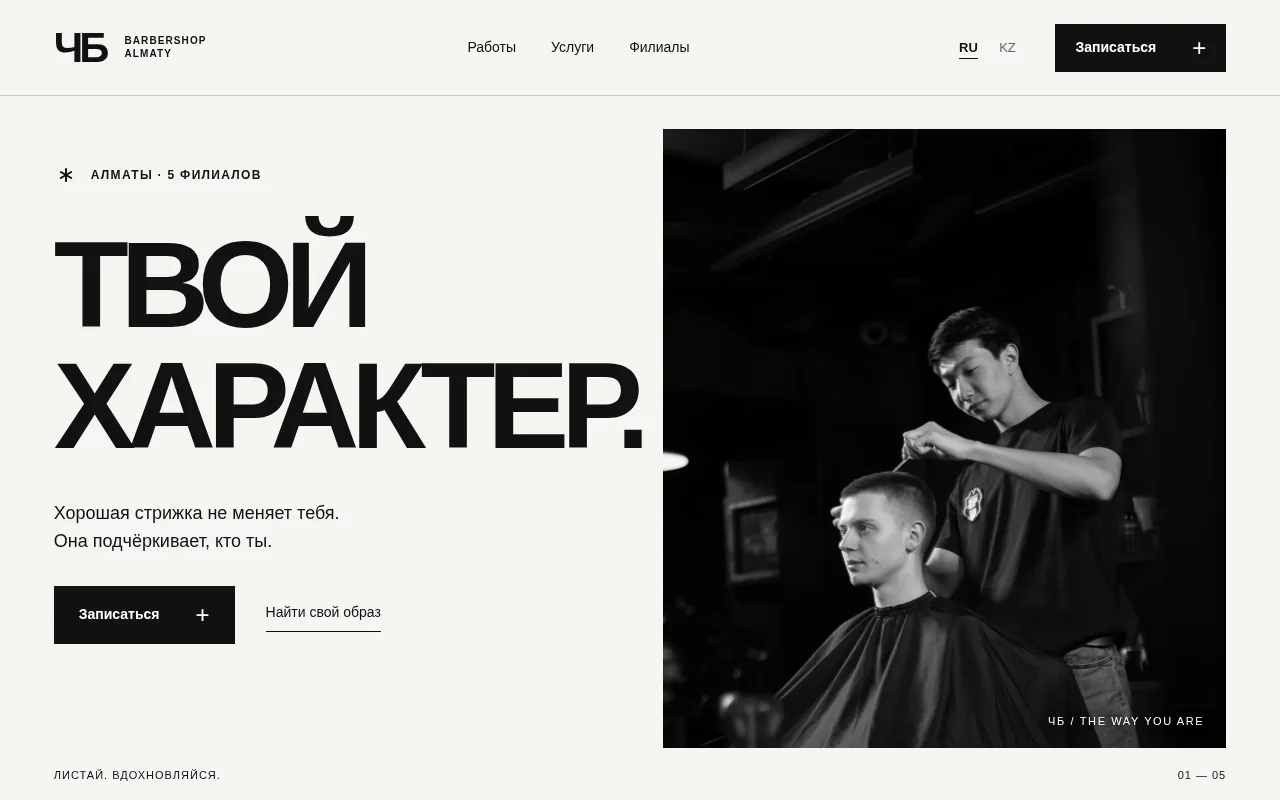 ЧБ
BARBERSHOP
ALMATY
Работы
Услуги
Филиалы
RU
KZ
Записаться +
АЛМАТЫ · 5 ФИЛИАЛОВ
ТВОЙ
ХАРАКТЕР.
Хорошая стрижка не меняет тебя.
Она подчёркивает, кто ты.
Записаться +
Найти свой образ
ЧБ / THE WAY YOU ARE
ЛИСТАЙ. ВДОХНОВЛЯЙСЯ.
01 — 05